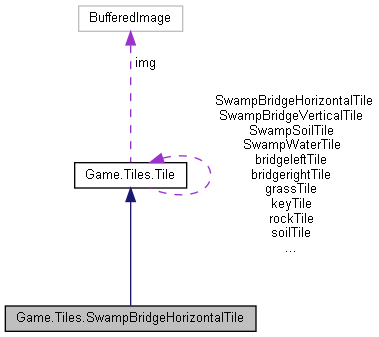 BufferedImage
img
SwampBridgeHorizontalTile
SwampBridgeVerticalTile
SwampSoilTile
SwampWaterTile
bridgeleftTile
bridgerightTile
grassTile
keyTile
rockTile
soilTile
...
Game.Tiles.Tile
Game.Tiles.SwampBridgeHorizontalTile